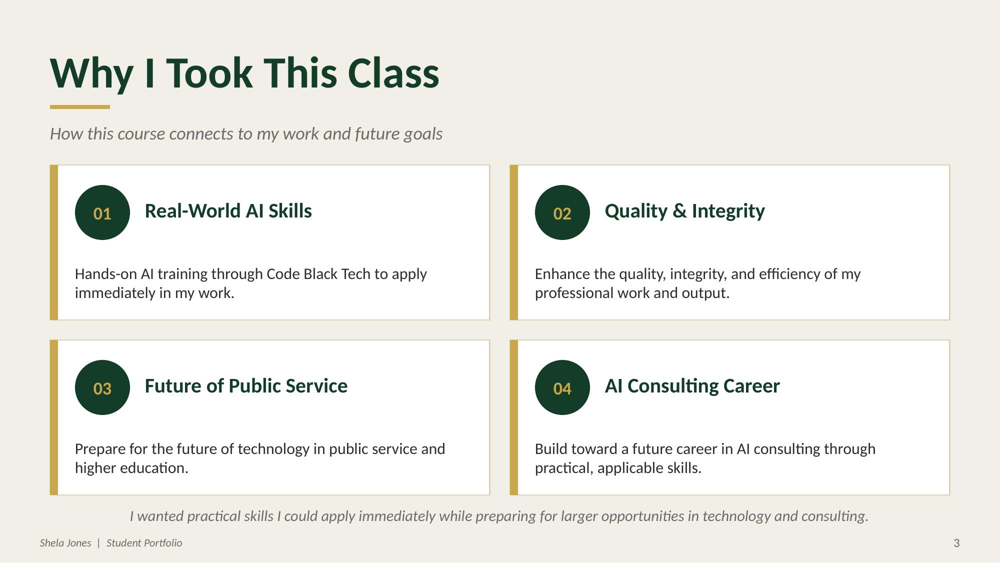 Why I Took This Class
How this course connects to my work and future goals
01
Real-World AI Skills
Hands-on AI training through Code Black Tech to apply
immediately in my work.
02
Quality & Integrity
Enhance the quality, integrity, and efficiency of my
professional work and output.
03
Future of Public Service
Prepare for the future of technology in public service and
higher education.
04
AI Consulting Career
Build toward a future career in AI consulting through
practical, applicable skills.
I wanted practical skills I could apply immediately while preparing for larger opportunities in technology and consulting.
Shela Jones | Student Portfolio
3